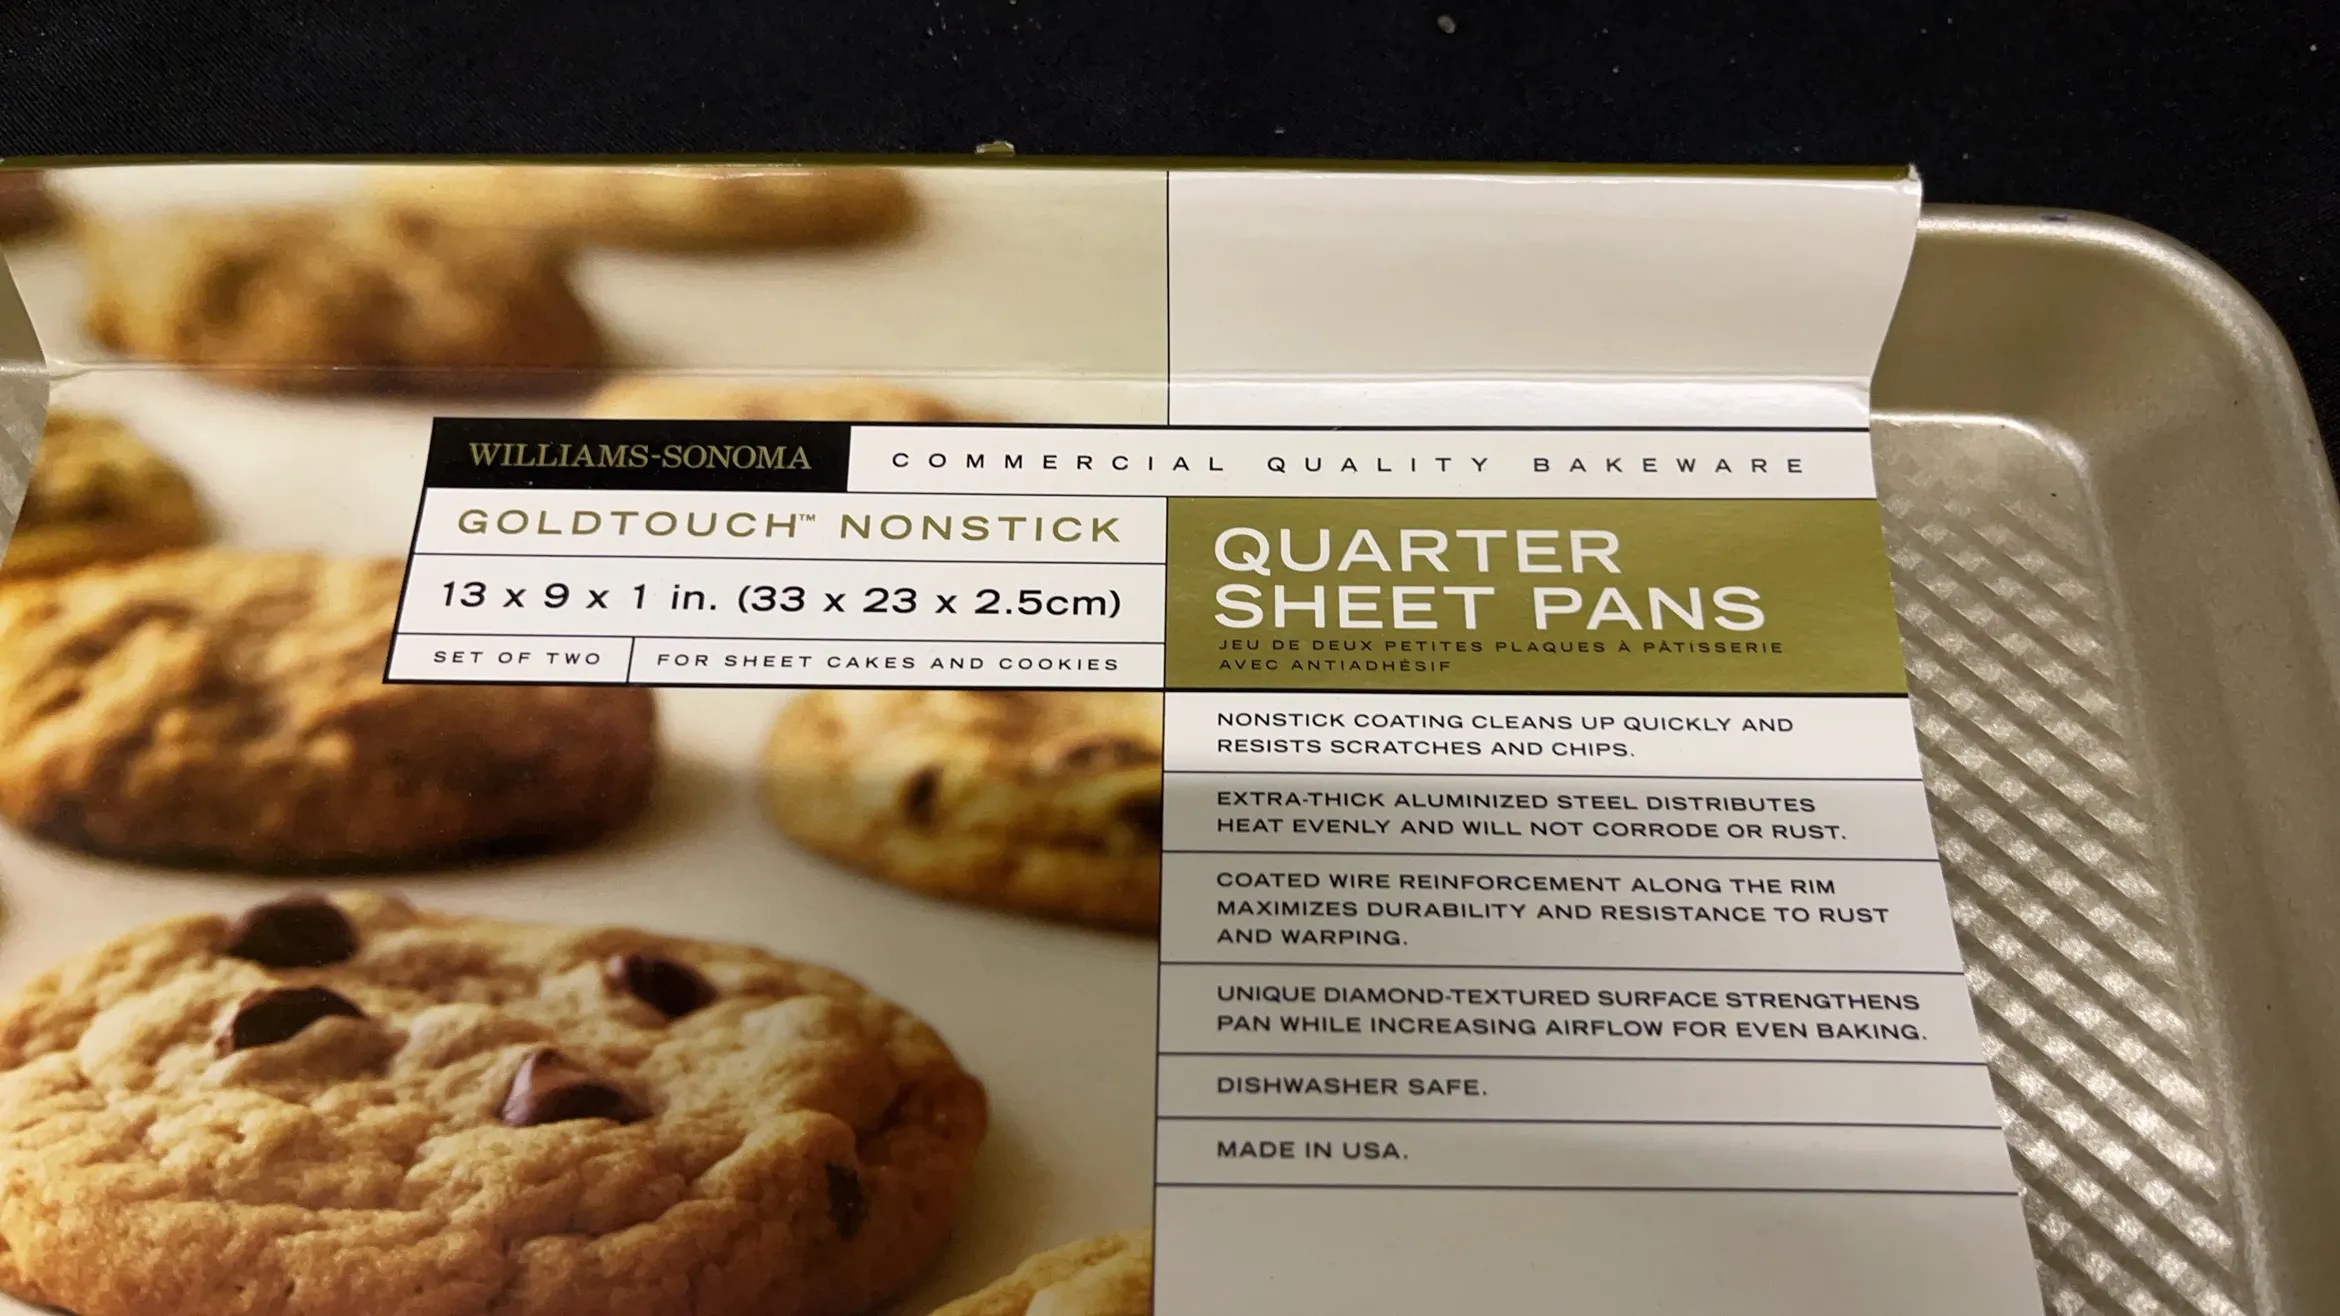 WILLIAMS-SONOMA
COMMERCIAL QUALITY BAKEWARE
GOLDTOUCH™ NONSTICK
13 x 9 x 1 in. (33 x 23 x 2.5cm)
SET OF TWO
FOR SHEET CAKES AND COOKIES
QUARTER
SHEET PANS
JEU DE DEUX PETITES PLAQUES À PÂTISSERIE
AVEC ANTIADHÉSIF
NONSTICK COATING CLEANS UP QUICKLY AND
RESISTS SCRATCHES AND CHIPS.
EXTRA-THICK ALUMINIZED STEEL DISTRIBUTES
HEAT EVENLY AND WILL NOT CORRODE OR RUST.
COATED WIRE REINFORCEMENT ALONG THE RIM
MAXIMIZES DURABILITY AND RESISTANCE TO RUST
AND WARPING.
UNIQUE DIAMOND-TEXTURED SURFACE STRENGTHENS
PAN WHILE INCREASING AIRFLOW FOR EVEN BAKING.
DISHWASHER SAFE.
MADE IN USA.